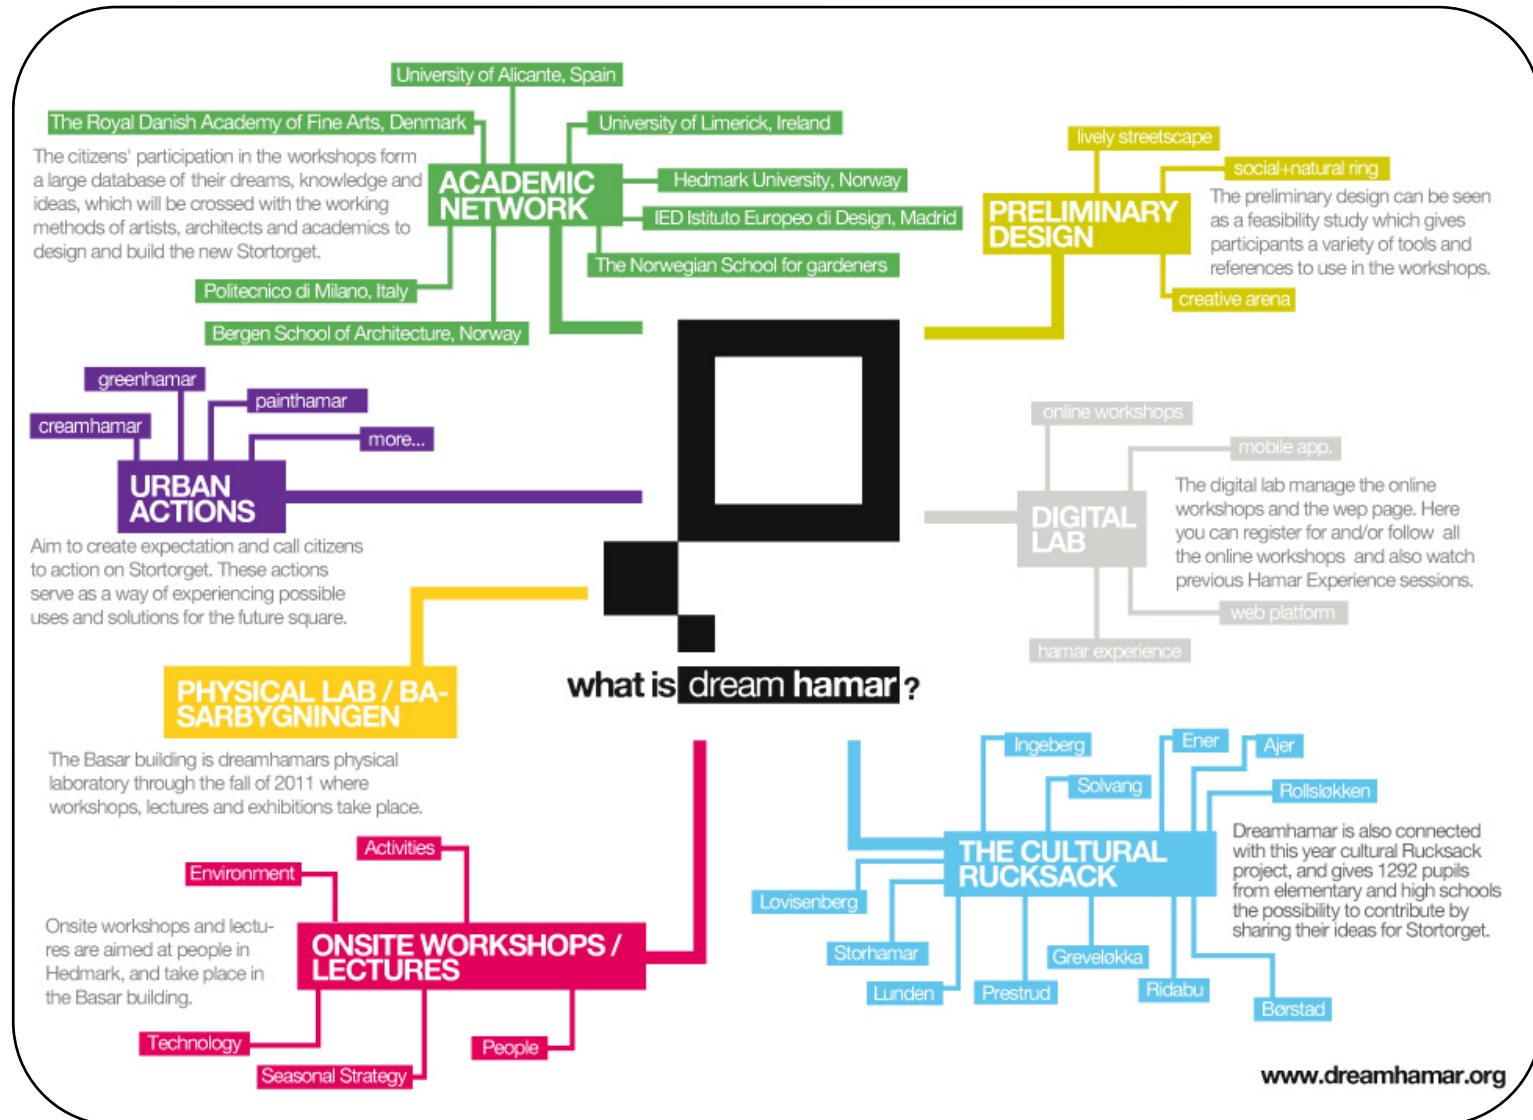 University of Alicante, Spain
The Royal Danish Academy of Fine Arts, Denmark
University of Limerick, Ireland
The citizens' participation in the workshops form
a large database of their dreams, knowledge and
ideas, which will be crossed with the working
methods of artists, architects and academics to
design and build the new Stortorget.
ACADEMIC
NETWORK
Hedmark University, Norway
IED Istituto Europeo di Design, Madrid
The Norwegian School for gardeners
Politecnico di Milano, Italy
Bergen School of Architecture, Norway
lively streetscape
social+natural ring
PRELIMINARY
DESIGN
The preliminary design can be seen
as a feasibility study which gives
participants a variety of tools and
references to use in the workshops.
creative arena
greenhamar
painthamar
creamhamar
more...
URBAN
ACTIONS
Aim to create expectation and call citizens
to action on Stortorget. These actions
serve as a way of experiencing possible
uses and solutions for the future square.
online workshops
mobile app.
DIGITAL
LAB
The digital lab manage the online
workshops and the wep page. Here
you can register for and/or follow all
the online workshops and also watch
previous Hamar Experience sessions.
web platform
hamar experience
PHYSICAL LAB / BA-
SARBYGNINGEN
The Basar building is dreamhamars physical
laboratory through the fall of 2011 where
workshops, lectures and exhibitions take place.
what is dream hamar ?
Activities
Environment
Onsite workshops and lectu-
res are aimed at people in
Hedmark, and take place in
the Basar building.
ONSITE WORKSHOPS /
LECTURES
Technology
People
Seasonal Strategy
Ingeberg
Ener
Ajer
Solvang
Rollsløkken
THE CULTURAL
RUCKSACK
Dreamhamar is also connected
with this year cultural Rucksack
project, and gives 1292 pupils
from elementary and high schools
the possibility to contribute by
sharing their ideas for Stortorget.
Lovisenberg
Storhamar
Greveløkka
Lunden
Prestrud
Ridabu
Børstad
www.dreamhamar.org